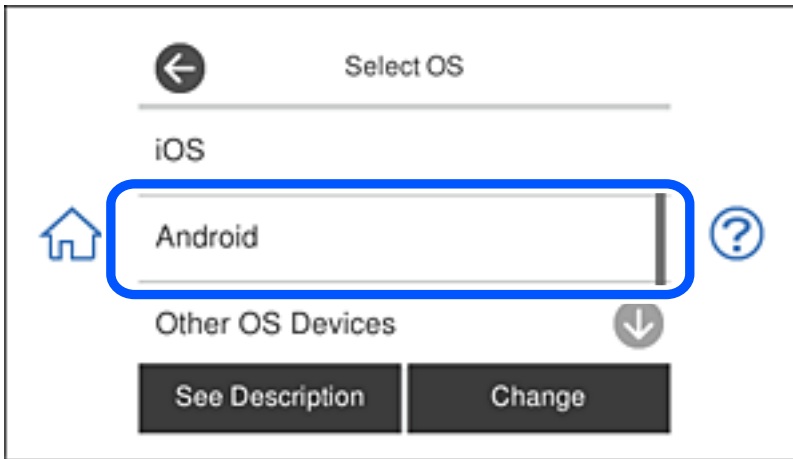 Select OS
iOS
Android
Other OS Devices
See Description Change